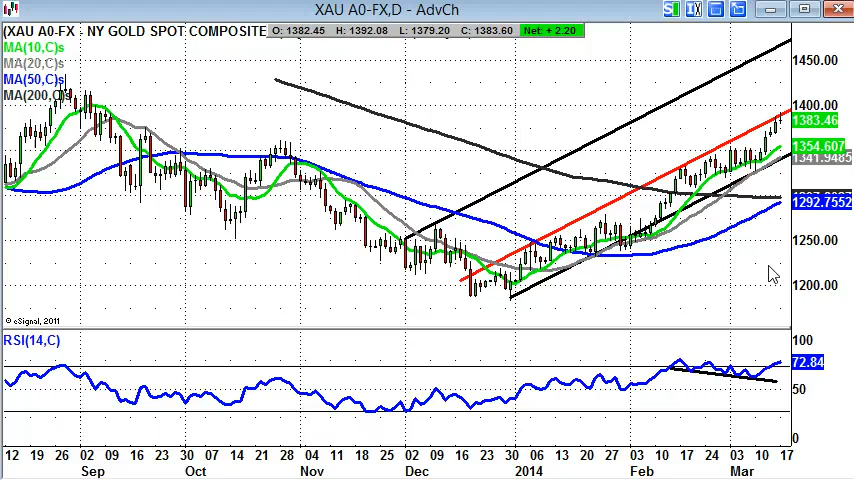 XAU A0-FX,D - AdvCh
(XAU A0-FX - NY GOLD SPOT COMPOSITE O: 1382.45 H: 1392.08 L: 1379.20 C: 1383.60 Net: + 2.20
MA(10,C)s
MA(20,C)s
MA(50,C)s
MA(200,C)s
1450.00
1400.00
1383.46
1354.607
1341.9485
1292.7552
1250.00
1200.00
© eSignal, 2011
RSI(14,C)
100
72.84
50
0
12 19 26 02 09 16 23 30 07 14 21 28 04 11 18 25 02 09 16 23 30 06 13 20 27 03 10 17 24 03 10 17
Sep Oct Nov Dec 2014 Feb Mar